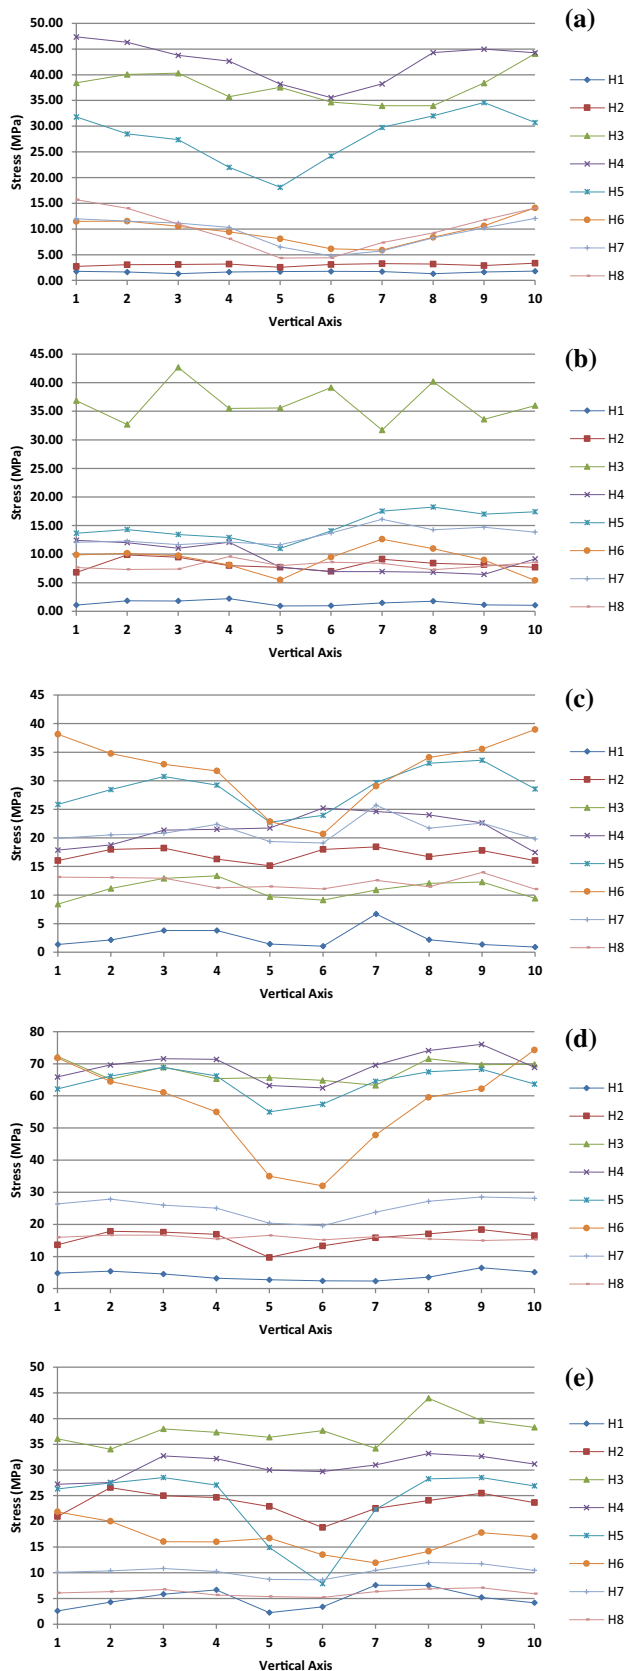 (a)
50.00
45.00
40.00
35.00
30.00
25.00
20.00
15.00
10.00
5.00
0.00
Stress (MPa)
1 2 3 4 5 6 7 8 9 10
Vertical Axis
H1
H2
H3
H4
H5
H6
H7
H8
(b)
45.00
40.00
35.00
30.00
25.00
20.00
15.00
10.00
5.00
0.00
Stress (MPa)
1 2 3 4 5 6 7 8 9 10
Vertical Axis
H1
H2
H3
H4
H5
H6
H7
H8
(c)
45
40
35
30
25
20
15
10
5
0
Stress (MPa)
1 2 3 4 5 6 7 8 9 10
Vertical Axis
H1
H2
H3
H4
H5
H6
H7
H8
(d)
80
70
60
50
40
30
20
10
0
Stress (MPa)
1 2 3 4 5 6 7 8 9 10
Vertical Axis
H1
H2
H3
H4
H5
H6
H7
H8
(e)
50
45
40
35
30
25
20
15
10
5
0
Stress (MPa)
1 2 3 4 5 6 7 8 9 10
Vertical Axis
H1
H2
H3
H4
H5
H6
H7
H8